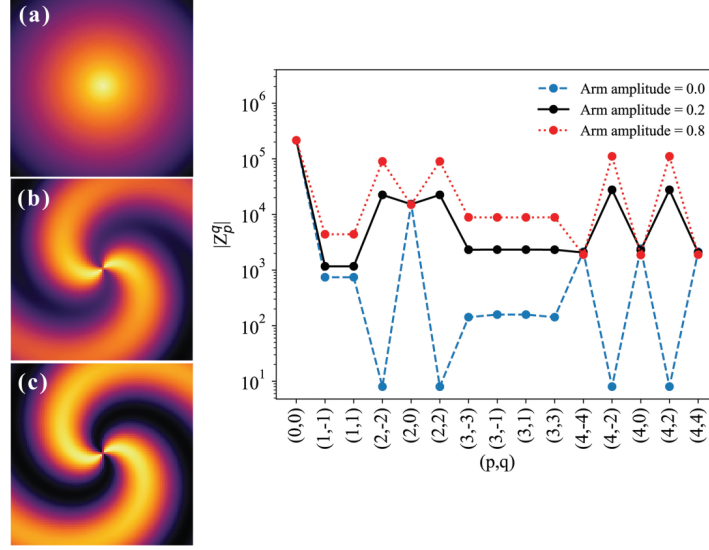 (a)
(b)
(c)
Arm amplitude = 0.0
Arm amplitude = 0.2
Arm amplitude = 0.8
|Z_p^q|
10^6
10^5
10^4
10^3
10^2
10^1
(0,0)
(1,-1)
(1,1)
(2,-2)
(2,0)
(2,2)
(3,-3)
(3,-1)
(3,1)
(3,3)
(4,-4)
(4,-2)
(4,0)
(4,2)
(4,4)
(p,q)